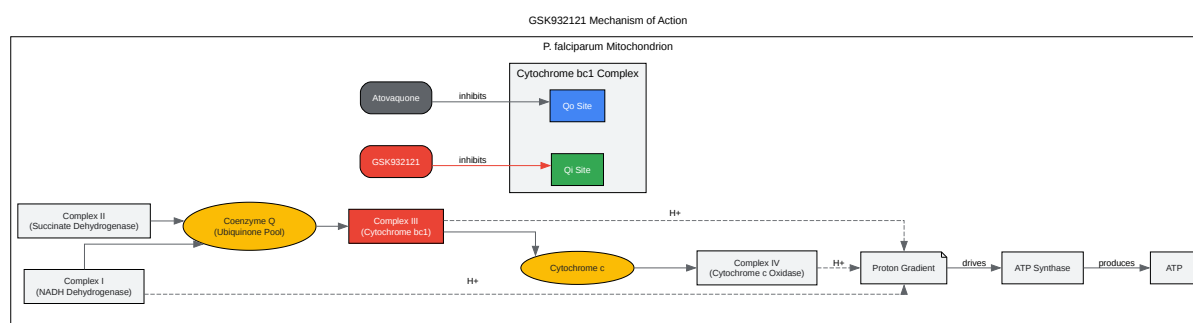 GSK932121 Mechanism of Action
P. falciparum Mitochondrion
Cytochrome bc1 Complex
Atovaquone
inhibits
Qo Site
GSK932121
inhibits
Qi Site
Complex II
(Succinate Dehydrogenase)
Coenzyme Q
(Ubiquinone Pool)
Complex III
(Cytochrome bc1)
H+
Complex I
(NADH Dehydrogenase)
H+
Cytochrome c
Complex IV
(Cytochrome c Oxidase)
H+
Proton Gradient
drives
ATP Synthase
produces
ATP